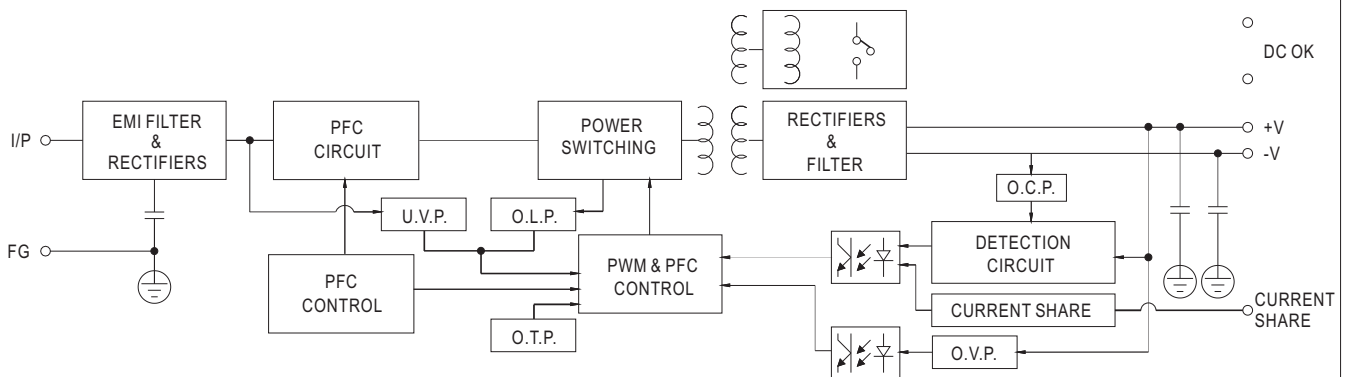 DC OK
I/P
EMI FILTER
&
RECTIFIERS
PFC
CIRCUIT
POWER
SWITCHING
RECTIFIERS
&
FILTER
+V
-V
O.C.P.
U.V.P.
O.L.P.
FG
DETECTION
CIRCUIT
PFC
CONTROL
PWM & PFC
CONTROL
CURRENT SHARE
CURRENT
SHARE
O.T.P.
O.V.P.